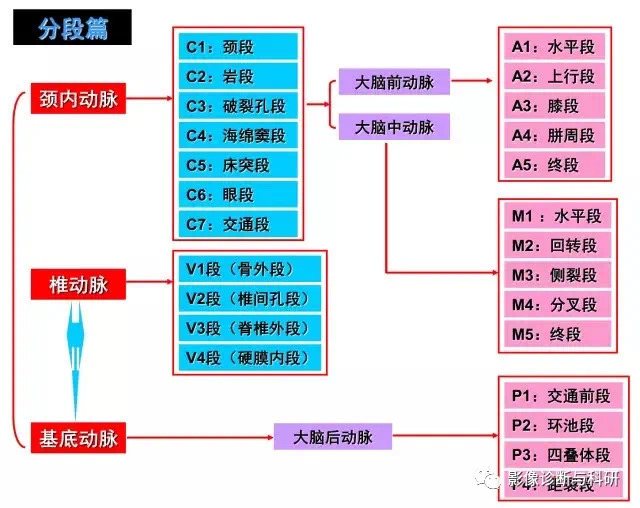 分段篇
颈内动脉
C1：颈段
C2：岩段
C3：破裂孔段
C4：海绵窦段
C5：床突段
C6：眼段
C7：交通段
大脑前动脉
大脑中动脉
A1：水平段
A2：上行段
A3：膝段
A4：胼周段
A5：终段
M1：水平段
M2：回转段
M3：侧裂段
M4：分叉段
M5：终段
椎动脉
V1段（骨外段）
V2段（椎间孔段）
V3段（脊椎外段）
V4段（硬膜内段）
基底动脉
大脑后动脉
P1：交通前段
P2：环池段
P3：四叠体段
P4：距裂段
影像诊断与科研